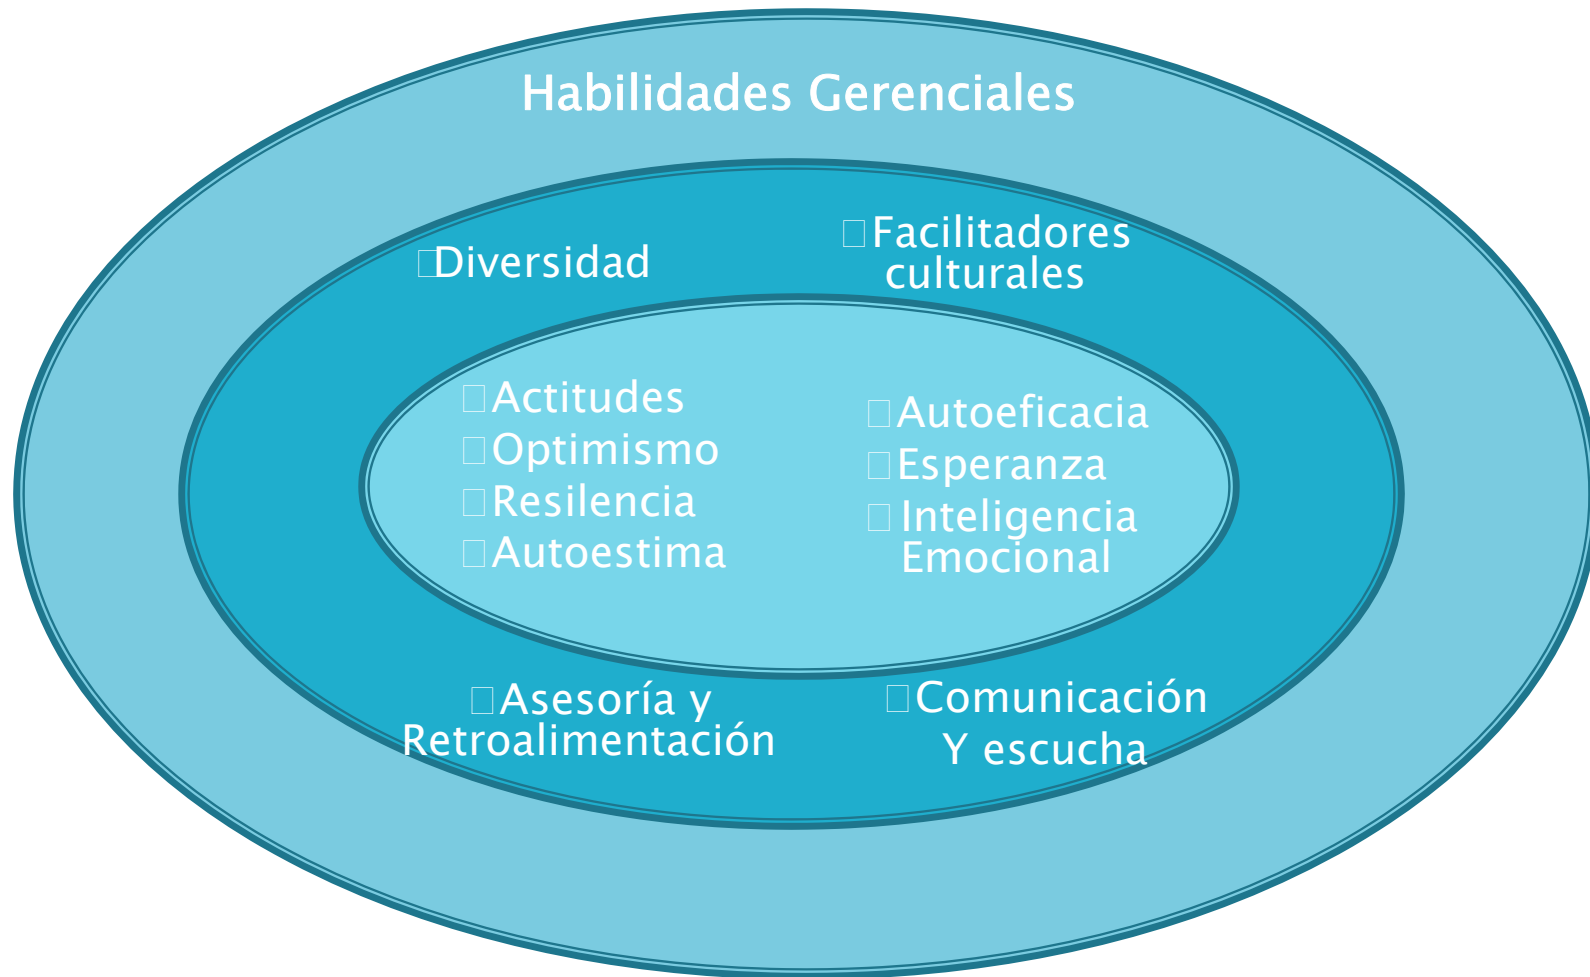 Habilidades Gerenciales
Diversidad
Facilitadores
culturales
Actitudes
Optimismo
Resilencia
Autoestima
Autoeficacia
Esperanza
Inteligencia
Emocional
Asesoría y
Retroalimentación
Comunicación
Y escucha